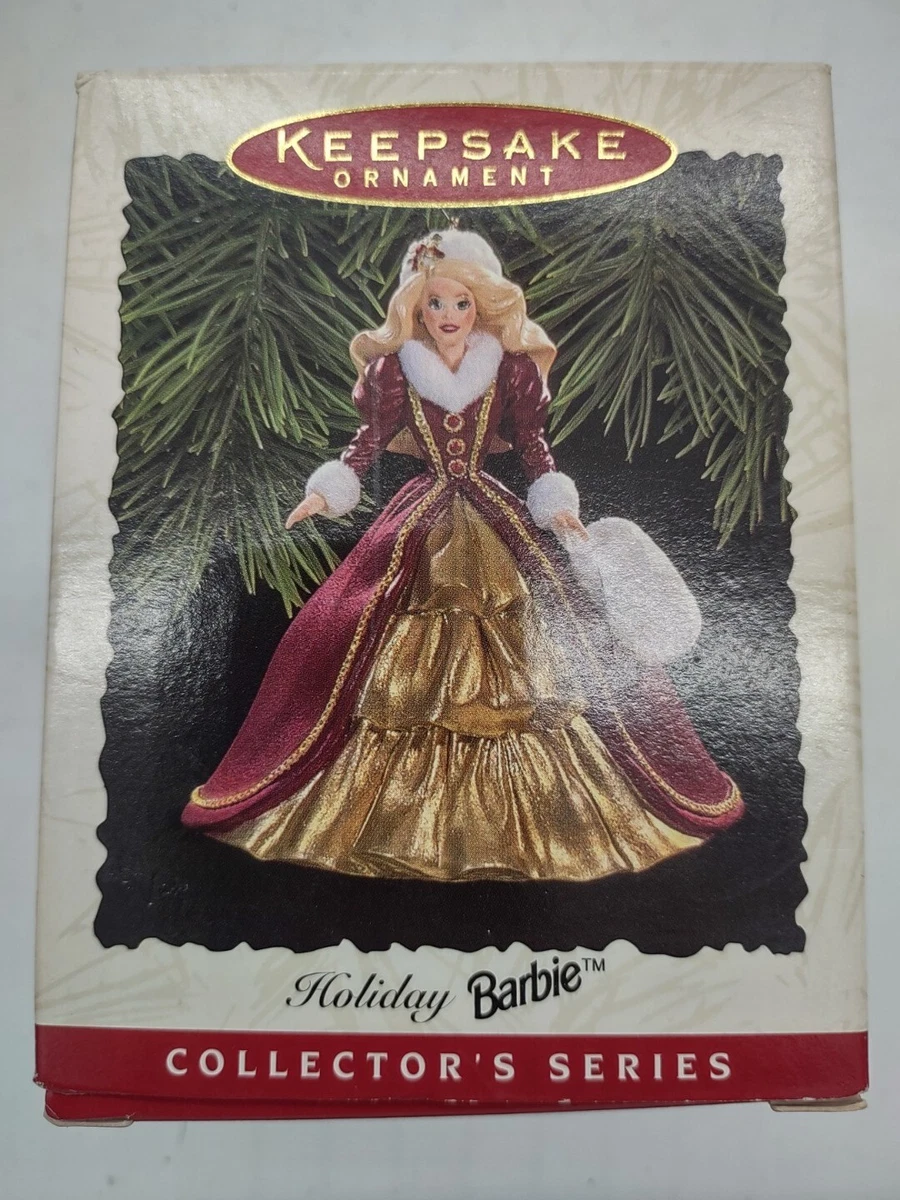 KEEPSAKE
ORNAMENT
Holiday Barbie™
COLLECTOR'S SERIES